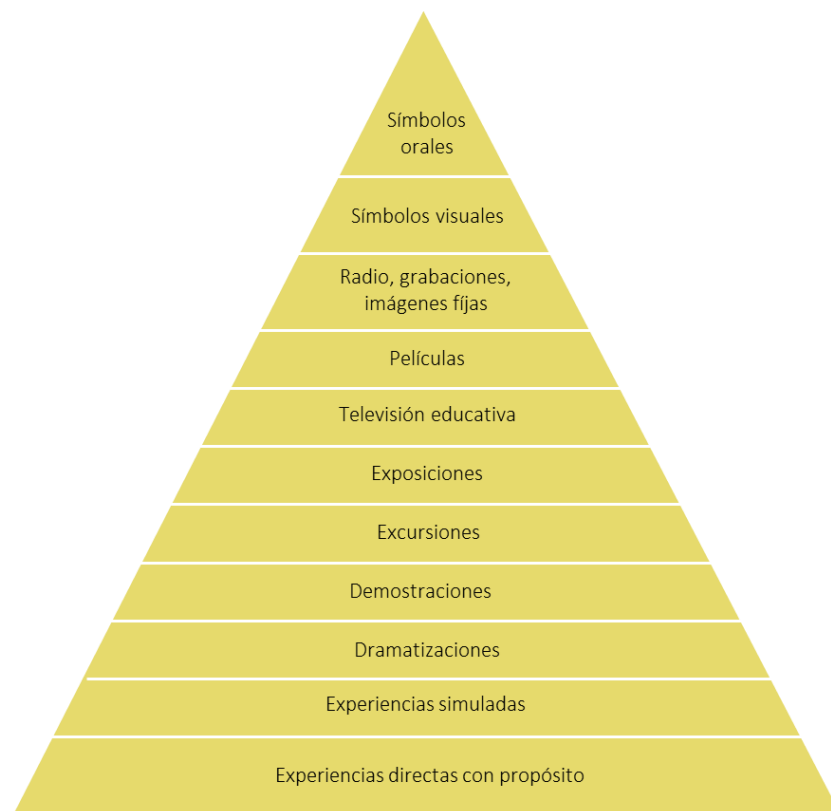 Símbolos
orales
Símbolos visuales
Radio, grabaciones,
imágenes fíjas
Películas
Televisión educativa
Exposiciones
Excursiones
Demostraciones
Dramatizaciones
Experiencias simuladas
Experiencias directas con propósito